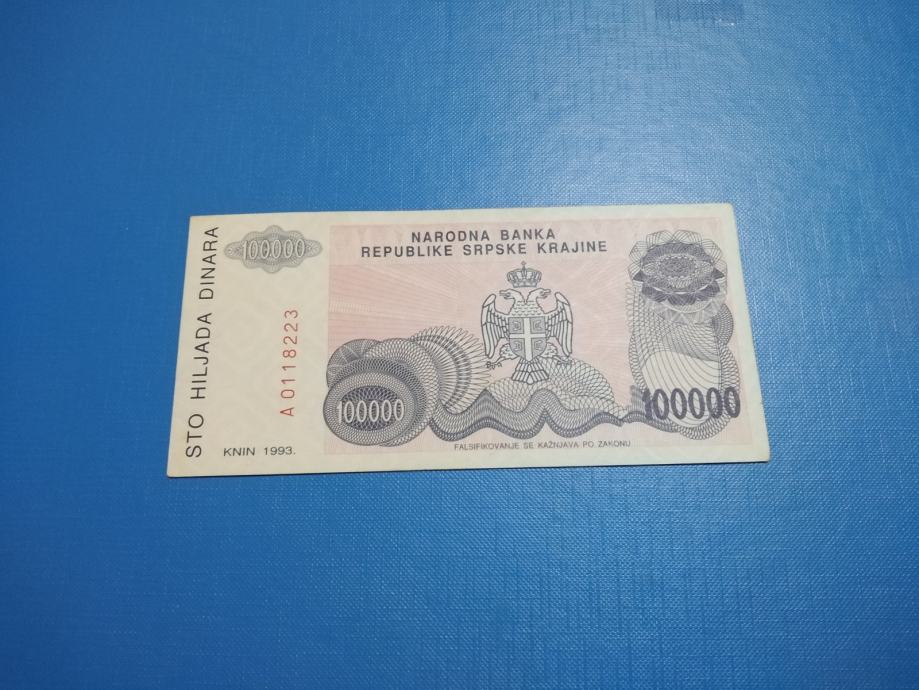 NARODNA BANKA
REPUBLIKE SRPSKE KRAJINE
100000
STO HILJADA DINARA
A 0118223
100000
100000
KNIN 1993.
FALSIFIKOVANJE SE KAŽNJAVA PO ZAKONU